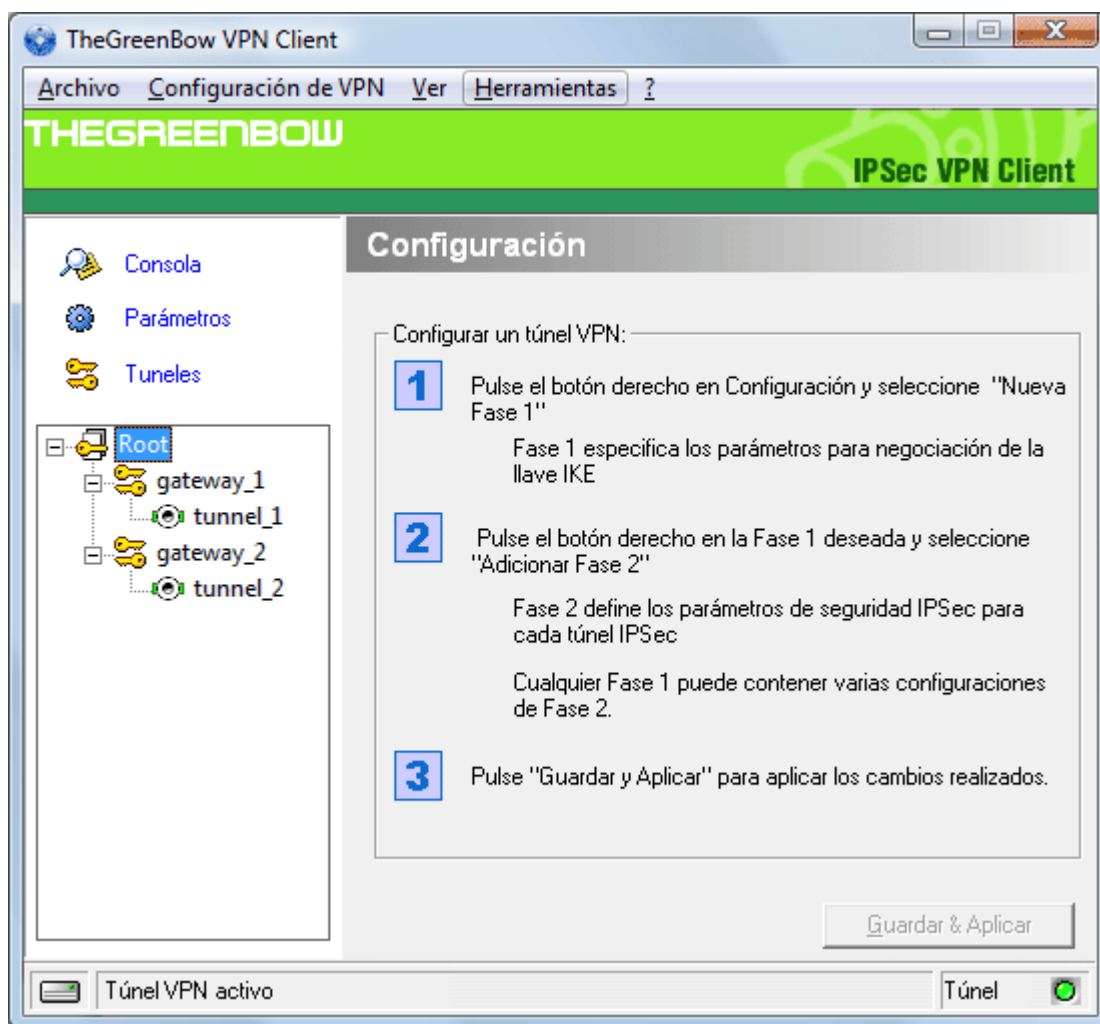 TheGreenBow VPN Client
Archivo Configuración de VPN Ver Herramientas ?
THEGREENBOW
IPSec VPN Client
Consola
Parámetros
Tuneles
Root
gateway_1
tunnel_1
gateway_2
tunnel_2
Configuración
Configurar un túnel VPN:
1
Pulse el botón derecho en Configuración y seleccione "Nueva
Fase 1"
Fase 1 especifica los parámetros para negociación de la
llave IKE
2
Pulse el botón derecho en la Fase 1 deseada y seleccione
"Adicionar Fase 2"
Fase 2 define los parámetros de seguridad IPSec para
cada túnel IPSec
Cualquier Fase 1 puede contener varias configuraciones
de Fase 2.
3
Pulse "Guardar y Aplicar" para aplicar los cambios realizados.
Guardar & Aplicar
Túnel VPN activo
Túnel